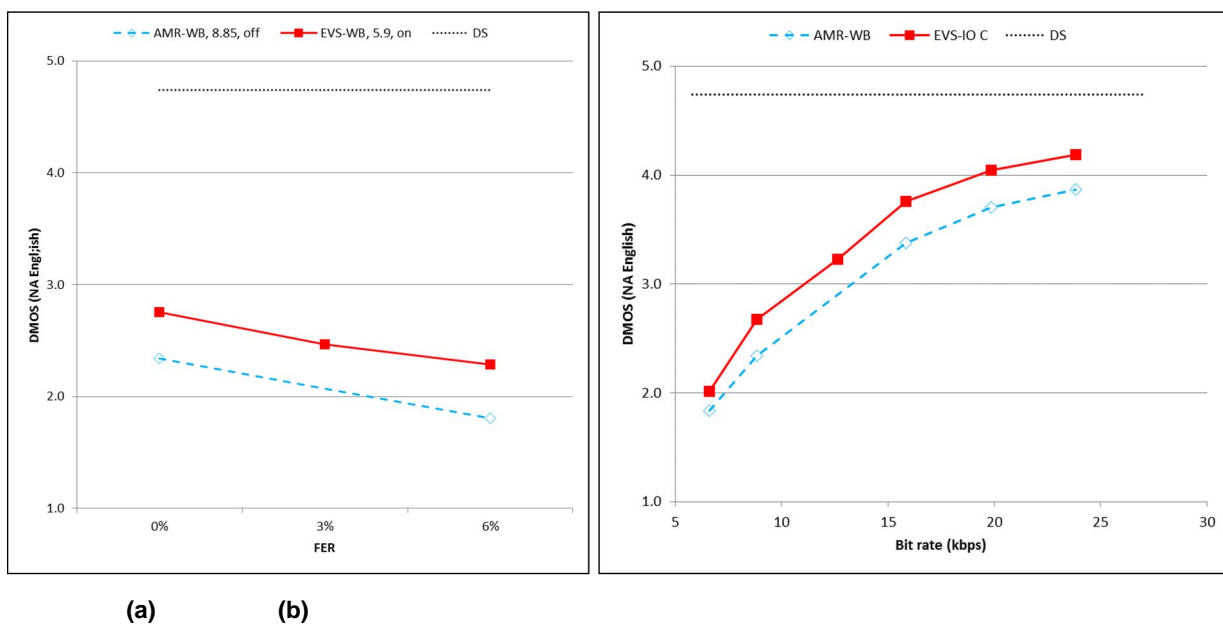 AMR-WB, 8.85, off EVS-WB, 5.9, on DS
5.0
4.0
3.0
2.0
1.0
DMOS (NA Engl;ish)
0% 3% 6%
FER
AMR-WB EVS-IO C DS
5.0
4.0
3.0
2.0
1.0
DMOS (NA English)
5 10 15 20 25 30
Bit rate (kbps)
(a) (b)